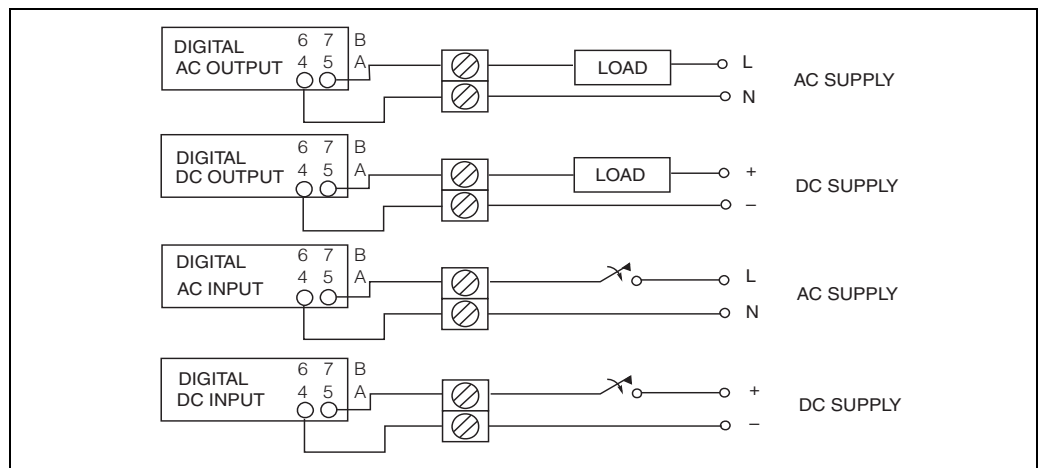 DIGITAL 6 7 B
AC OUTPUT 4 5 A LOAD L
N
AC SUPPLY
DIGITAL 6 7 B
DC OUTPUT 4 5 A LOAD +
–
DC SUPPLY
DIGITAL 6 7 B
AC INPUT 4 5 A L
N
AC SUPPLY
DIGITAL 6 7 B
DC INPUT 4 5 A +
–
DC SUPPLY